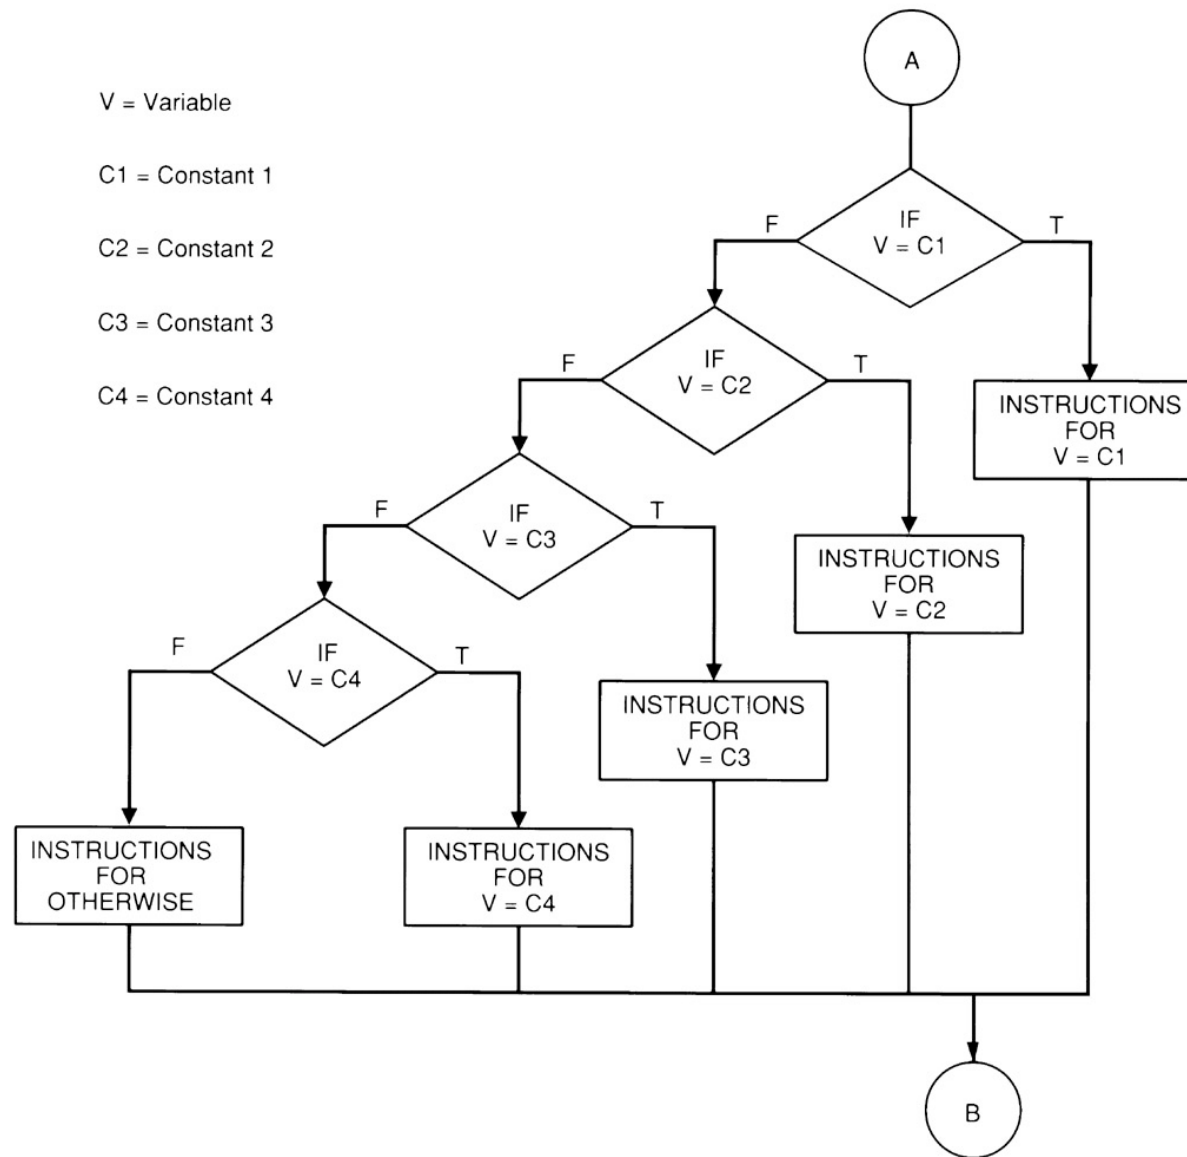 A
V = Variable
C1 = Constant 1
C2 = Constant 2
C3 = Constant 3
C4 = Constant 4
IF
V = C1
F
T
IF
V = C2
F
T
INSTRUCTIONS
FOR
V = C1
IF
V = C3
F
T
INSTRUCTIONS
FOR
V = C2
IF
V = C4
F
T
INSTRUCTIONS
FOR
V = C3
INSTRUCTIONS
FOR
OTHERWISE
INSTRUCTIONS
FOR
V = C4
B